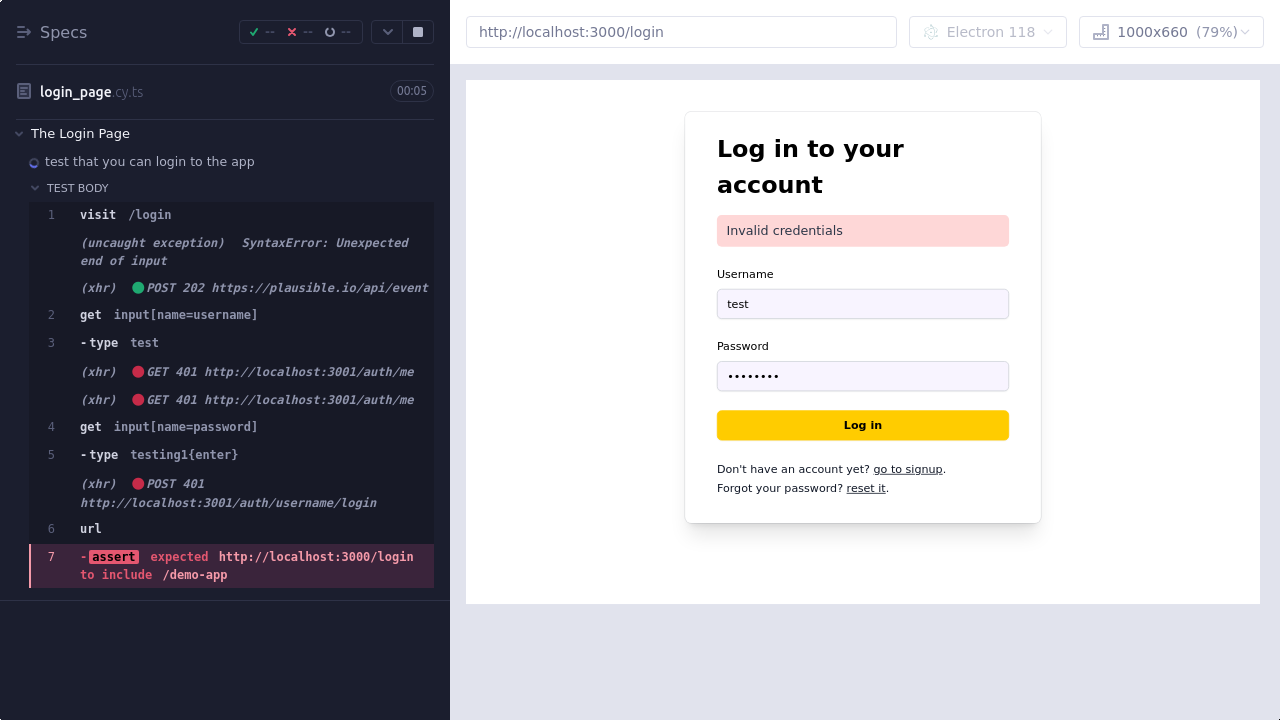 Specs
-- -- --
login_page.cy.ts 00:05
The Login Page
test that you can login to the app
TEST BODY
1 visit /login
(uncaught exception) SyntaxError: Unexpected
end of input
(xhr) POST 202 https://plausible.io/api/event
2 get input[name=username]
3 -type test
(xhr) GET 401 http://localhost:3001/auth/me
(xhr) GET 401 http://localhost:3001/auth/me
4 get input[name=password]
5 -type testing1{enter}
(xhr) POST 401
http://localhost:3001/auth/username/login
6 url
7 -assert expected http://localhost:3000/login
to include /demo-app
http://localhost:3000/login
Electron 118
1000x660 (79%)
Log in to your
account
Invalid credentials
Username
test
Password
••••••••
Log in
Don't have an account yet? go to signup.
Forgot your password? reset it.